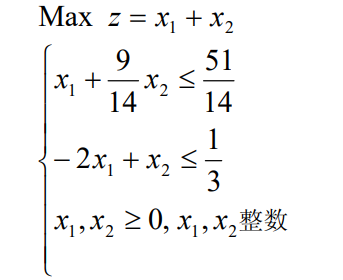 Max z = x₁ + x₂
x₁ + 9/14 x₂ ≤ 51/14
−2x₁ + x₂ ≤ 1/3
x₁, x₂ ≥ 0, x₁, x₂整数